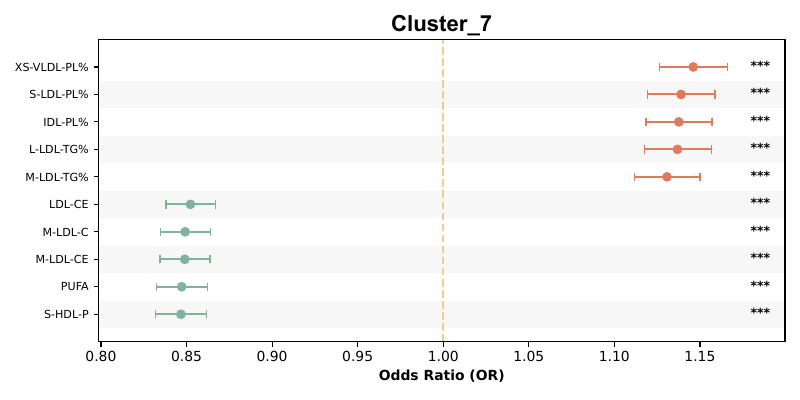 Cluster_7
XS-VLDL-PL% ***
S-LDL-PL% ***
IDL-PL% ***
L-LDL-TG% ***
M-LDL-TG% ***
LDL-CE ***
M-LDL-C ***
M-LDL-CE ***
PUFA ***
S-HDL-P ***
0.80 0.85 0.90 0.95 1.00 1.05 1.10 1.15
Odds Ratio (OR)